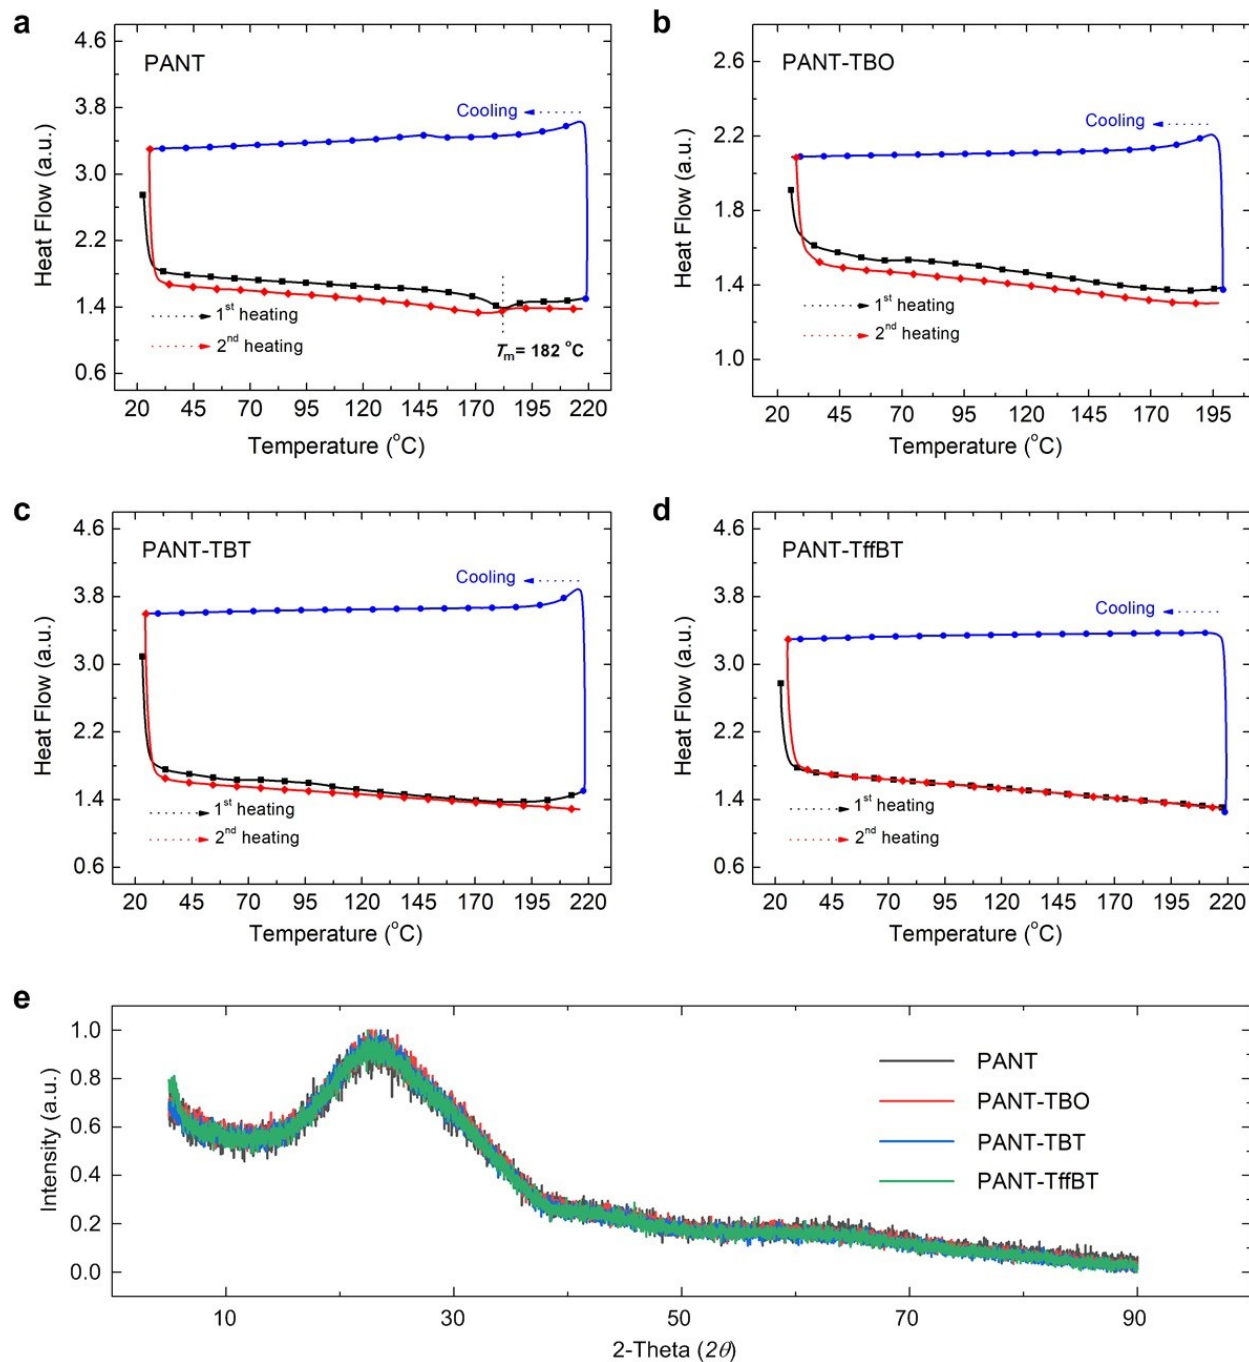 a
PANT
Cooling
1st heating
2nd heating
Tm = 182 °C
Heat Flow (a.u.)
4.6
3.8
3.0
2.2
1.4
0.6
20 45 70 95 120 145 170 195 220
Temperature (°C)
b
PANT-TBO
Cooling
1st heating
2nd heating
Heat Flow (a.u.)
2.6
2.2
1.8
1.4
1.0
20 45 70 95 120 145 170 195
Temperature (°C)
c
PANT-TBT
Cooling
1st heating
2nd heating
Heat Flow (a.u.)
4.6
3.8
3.0
2.2
1.4
0.6
20 45 70 95 120 145 170 195 220
Temperature (°C)
d
PANT-TffBT
Cooling
1st heating
2nd heating
Heat Flow (a.u.)
4.6
3.8
3.0
2.2
1.4
0.6
20 45 70 95 120 145 170 195 220
Temperature (°C)
e
Intensity (a.u.)
1.0
0.8
0.6
0.4
0.2
0.0
PANT
PANT-TBO
PANT-TBT
PANT-TffBT
10 30 50 70 90
2-Theta (2θ)